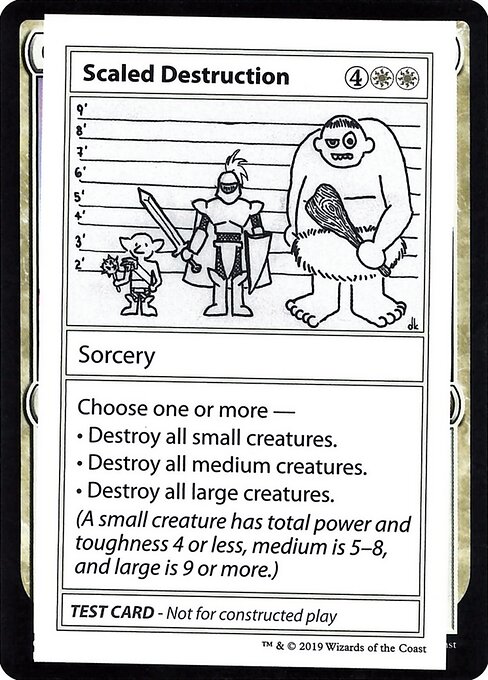 Scaled Destruction 4
9'
8'
7'
6'
5'
4'
3'
2'
dk
Sorcery
Choose one or more —
• Destroy all small creatures.
• Destroy all medium creatures.
• Destroy all large creatures.
(A small creature has total power and
toughness 4 or less, medium is 5–8,
and large is 9 or more.)
TEST CARD - Not for constructed play
™ & © 2019 Wizards of the Coast
st